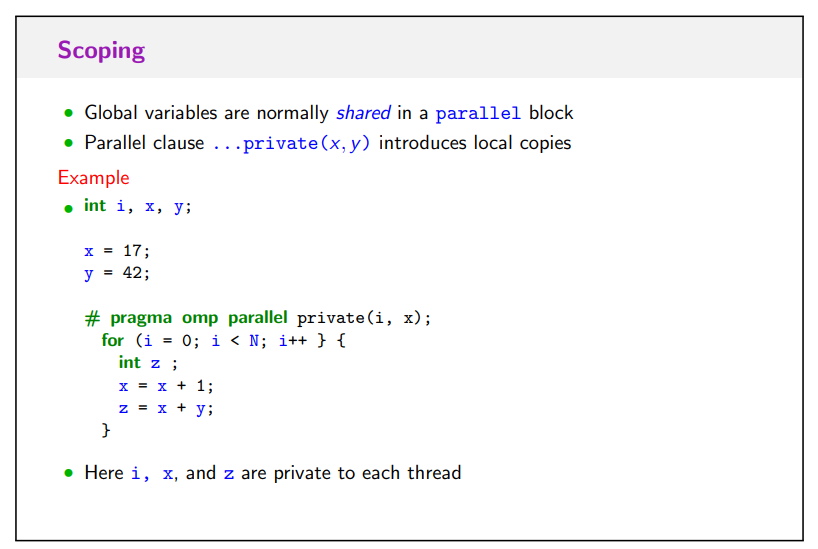 Scoping
• Global variables are normally shared in a parallel block
• Parallel clause ...private(x, y) introduces local copies
Example
• int i, x, y;
x = 17;
y = 42;
# pragma omp parallel private(i, x);
for (i = 0; i < N; i++ } {
int z ;
x = x + 1;
z = x + y;
}
• Here i, x, and z are private to each thread